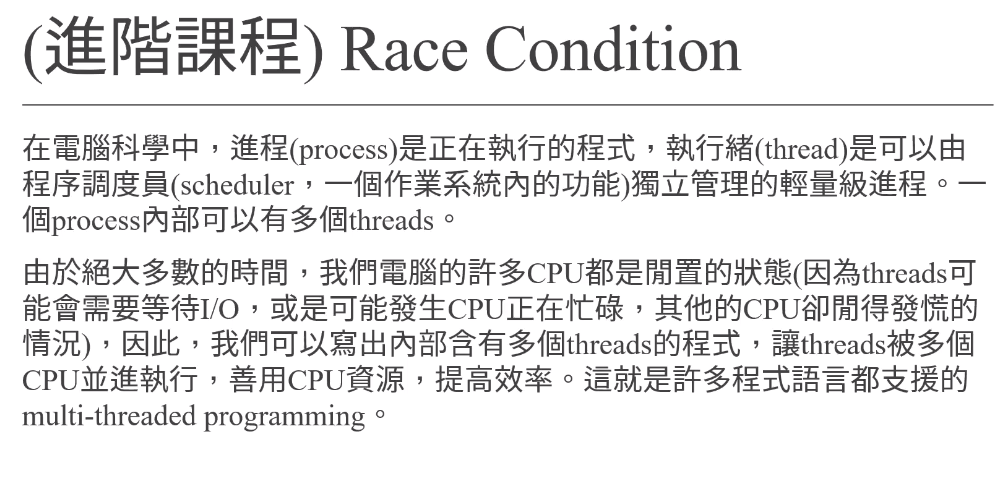 (進階課程) Race Condition
在電腦科學中，進程(process)是正在執行的程式，執行緒(thread)是可以由
程序調度員(scheduler，一個作業系統內的功能)獨立管理的輕量級進程。一
個process內部可以有多個threads。
由於絕大多數的時間，我們電腦的許多CPU都是閒置的狀態(因為threads可
能會需要等待I/O，或是可能發生CPU正在忙碌，其他的CPU卻閒得發慌的
情況)，因此，我們可以寫出內部含有多個threads的程式，讓threads被多個
CPU並進執行，善用CPU資源，提高效率。這就是許多程式語言都支援的
multi-threaded programming。